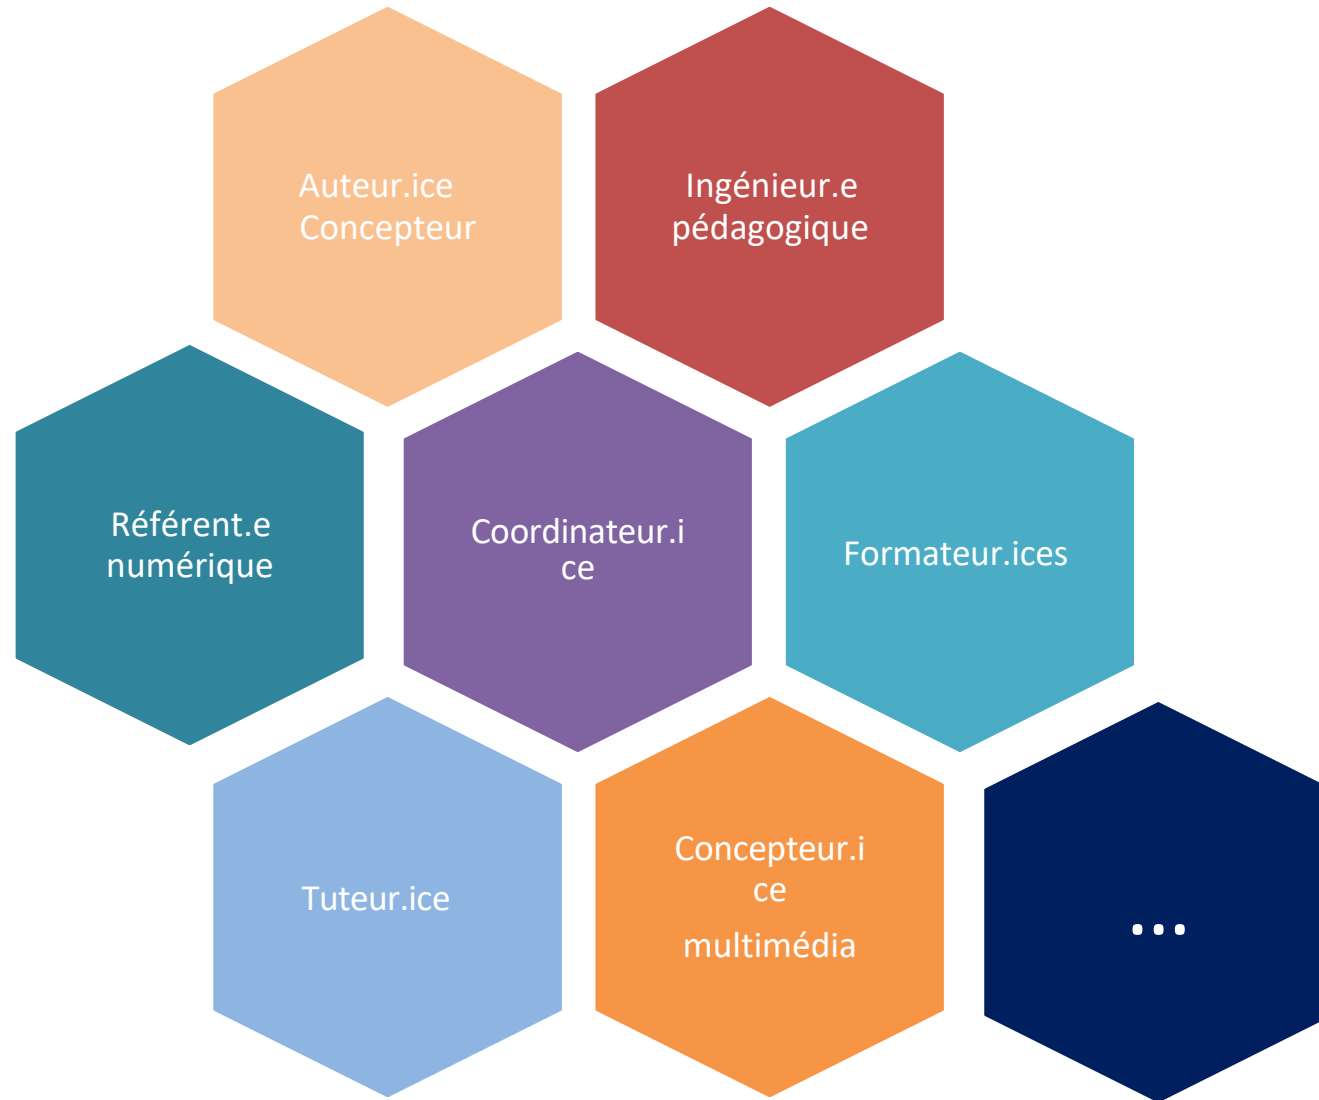 Auteur.ice
Concepteur
Ingénieur.e
pédagogique
Référent.e
numérique
Coordinateur.i
ce
Formateur.ices
Tuteur.ice
Concepteur.i
ce
multimédia
...